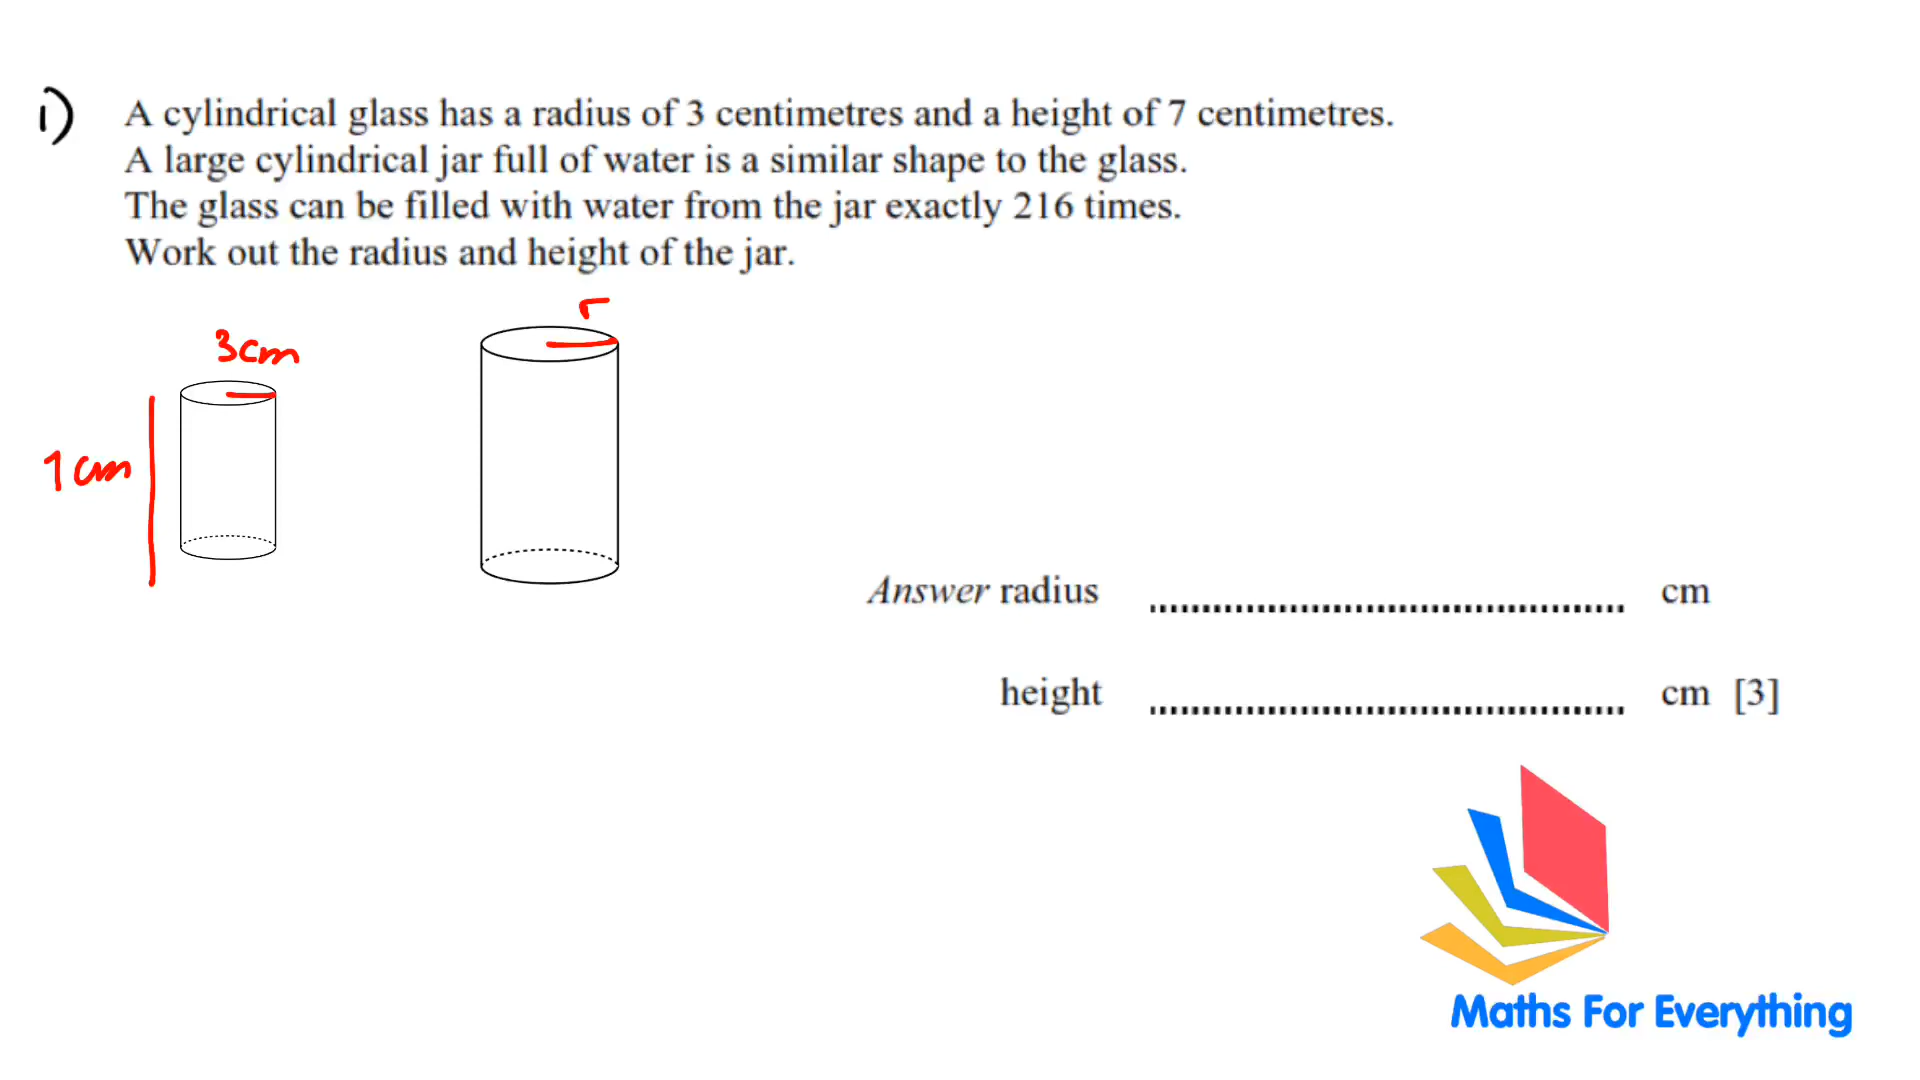 1) A cylindrical glass has a radius of 3 centimetres and a height of 7 centimetres.
A large cylindrical jar full of water is a similar shape to the glass.
The glass can be filled with water from the jar exactly 216 times.
Work out the radius and height of the jar.
r
3cm
7cm
Answer radius ........................................ cm
height ........................................ cm [3]
Maths For Everything